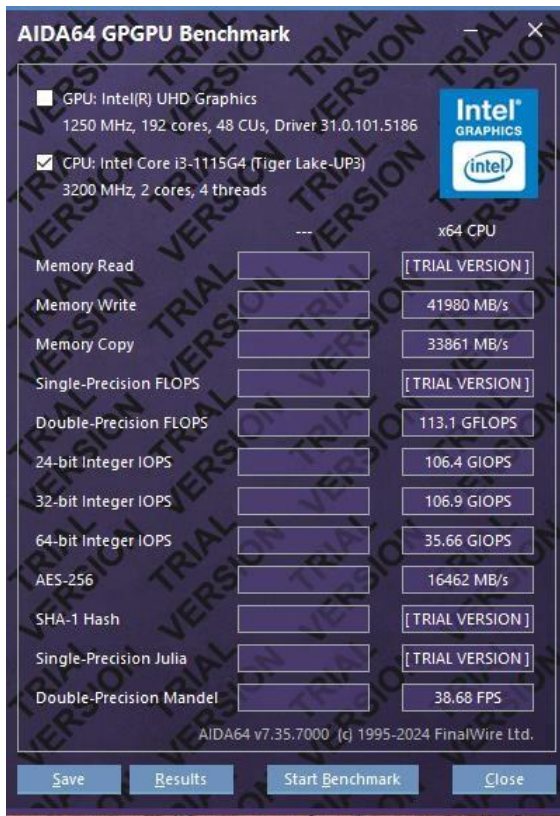 AIDA64 GPGPU Benchmark
GPU: Intel(R) UHD Graphics
1250 MHz, 192 cores, 48 CUs, Driver 31.0.101.5186
CPU: Intel Core i3-1115G4 (Tiger Lake-UP3)
3200 MHz, 2 cores, 4 threads
Intel®
GRAPHICS
intel
--- x64 CPU
Memory Read [ TRIAL VERSION ]
Memory Write 41980 MB/s
Memory Copy 33861 MB/s
Single-Precision FLOPS [ TRIAL VERSION ]
Double-Precision FLOPS 113.1 GFLOPS
24-bit Integer IOPS 106.4 GIOPS
32-bit Integer IOPS 106.9 GIOPS
64-bit Integer IOPS 35.66 GIOPS
AES-256 16462 MB/s
SHA-1 Hash [ TRIAL VERSION ]
Single-Precision Julia [ TRIAL VERSION ]
Double-Precision Mandel 38.68 FPS
AIDA64 v7.35.7000 (c) 1995-2024 FinalWire Ltd.
Save Results Start Benchmark Close
TRIAL VERSION